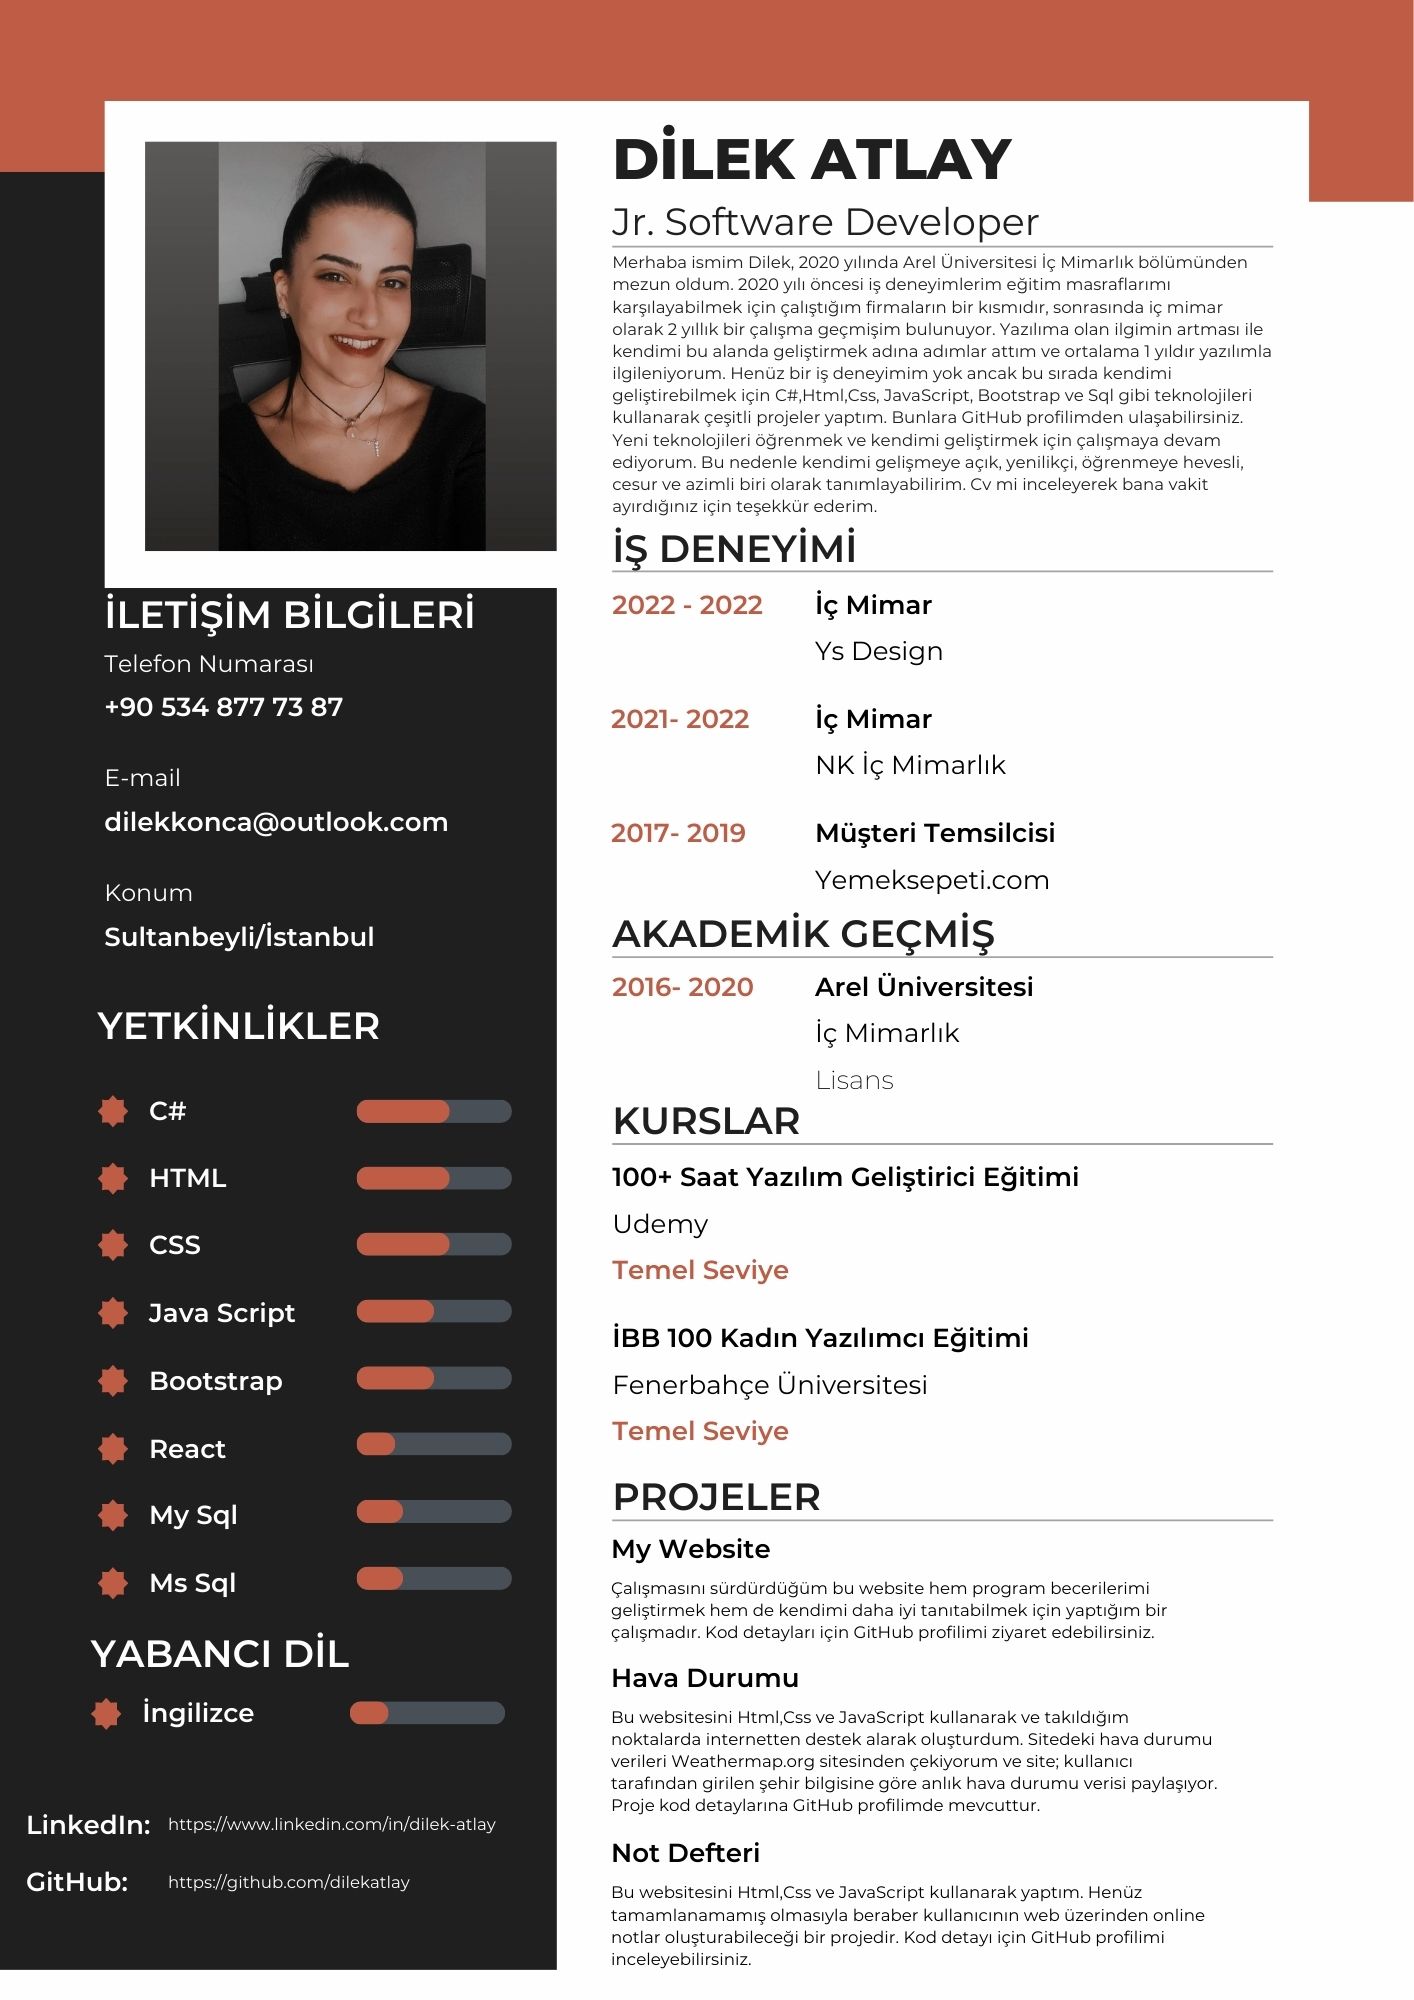 DİLEK ATLAY
Jr. Software Developer
Merhaba ismim Dilek, 2020 yılında Arel Üniversitesi İç Mimarlık bölümünden
mezun oldum. 2020 yılı öncesi iş deneyimlerim eğitim masraflarımı
karşılayabilmek için çalıştığım firmaların bir kısmıdır, sonrasında iç mimar
olarak 2 yıllık bir çalışma geçmişim bulunuyor. Yazılıma olan ilgimin artması ile
kendimi bu alanda geliştirmek adına adımlar attım ve ortalama 1 yıldır yazılımla
ilgileniyorum. Henüz bir iş deneyimim yok ancak bu sırada kendimi
geliştirebilmek için C#,Html,Css, JavaScript, Bootstrap ve Sql gibi teknolojileri
kullanarak çeşitli projeler yaptım. Bunlara GitHub profilimden ulaşabilirsiniz.
Yeni teknolojileri öğrenmek ve kendimi geliştirmek için çalışmaya devam
ediyorum. Bu nedenle kendimi gelişmeye açık, yenilikçi, öğrenmeye hevesli,
cesur ve azimli biri olarak tanımlayabilirim. Cv mi inceleyerek bana vakit
ayırdığınız için teşekkür ederim.
İŞ DENEYİMİ
2022 - 2022 İç Mimar
Ys Design
2021- 2022 İç Mimar
NK İç Mimarlık
2017- 2019 Müşteri Temsilcisi
Yemeksepeti.com
AKADEMİK GEÇMİŞ
2016- 2020 Arel Üniversitesi
İç Mimarlık
Lisans
KURSLAR
100+ Saat Yazılım Geliştirici Eğitimi
Udemy
Temel Seviye
İBB 100 Kadın Yazılımcı Eğitimi
Fenerbahçe Üniversitesi
Temel Seviye
PROJELER
My Website
Çalışmasını sürdürdüğüm bu website hem program becerilerimi
geliştirmek hem de kendimi daha iyi tanıtabilmek için yaptığım bir
çalışmadır. Kod detayları için GitHub profilimi ziyaret edebilirsiniz.
Hava Durumu
Bu websitesini Html,Css ve JavaScript kullanarak ve takıldığım
noktalarda internetten destek alarak oluşturdum. Sitedeki hava durumu
verileri Weathermap.org sitesinden çekiyorum ve site; kullanıcı
tarafından girilen şehir bilgisine göre anlık hava durumu verisi paylaşıyor.
Proje kod detaylarına GitHub profilimde mevcuttur.
Not Defteri
Bu websitesini Html,Css ve JavaScript kullanarak yaptım. Henüz
tamamlanamamış olmasıyla beraber kullanıcının web üzerinden online
notlar oluşturabileceği bir projedir. Kod detayı için GitHub profilimi
inceleyebilirsiniz.
İLETİŞİM BİLGİLERİ
Telefon Numarası
+90 534 877 73 87
E-mail
dilekkonca@outlook.com
Konum
Sultanbeyli/İstanbul
YETKİNLİKLER
C#
HTML
CSS
Java Script
Bootstrap
React
My Sql
Ms Sql
YABANCI DİL
İngilizce
LinkedIn: https://www.linkedin.com/in/dilek-atlay
GitHub: https://github.com/dilekatlay